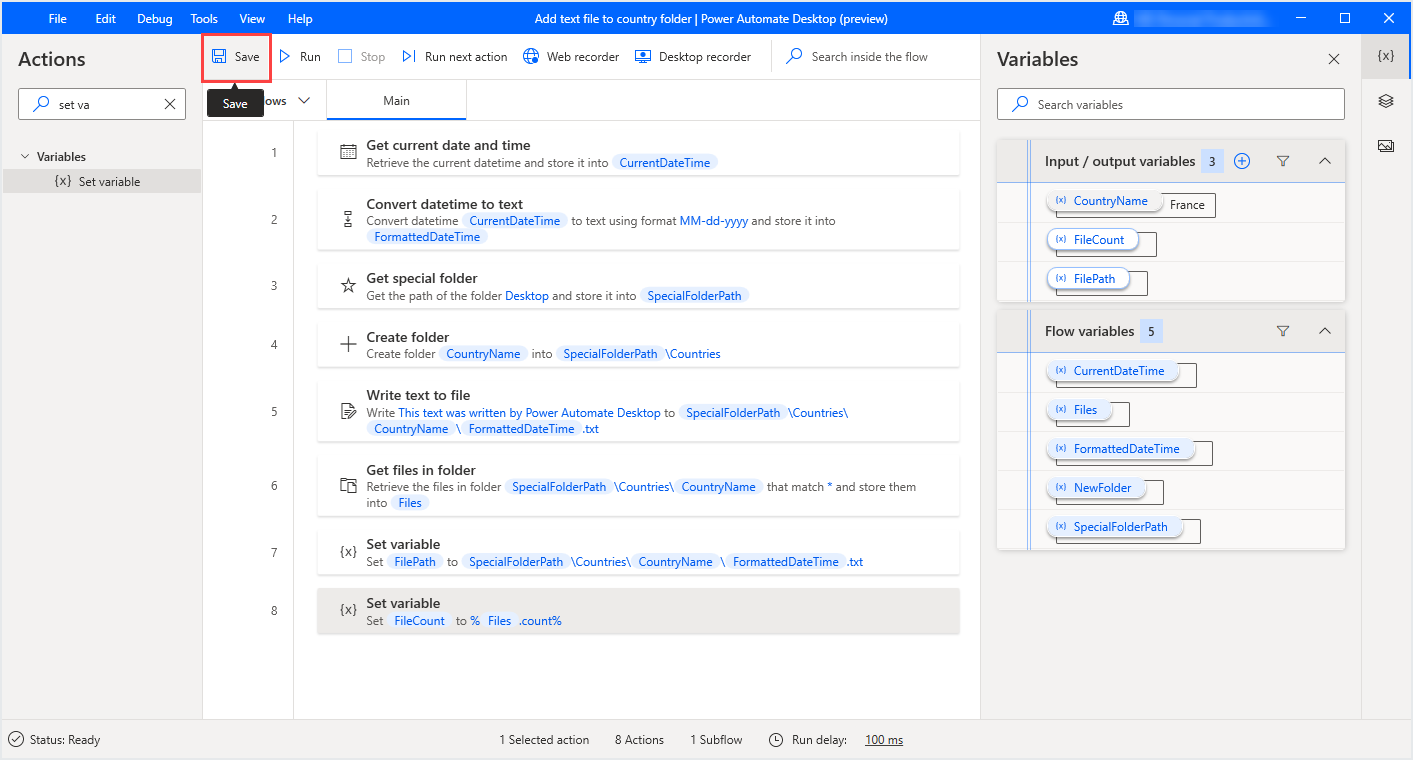 File Edit Debug Tools View Help
Add text file to country folder | Power Automate Desktop (preview)
Actions
Save Run Stop Run next action Web recorder Desktop recorder Search inside the flow
Variables
{x}
set va
Save
ows
Main
Search variables
Variables
{x} Set variable
1
Get current date and time
Retrieve the current datetime and store it into CurrentDateTime
2
Convert datetime to text
Convert datetime CurrentDateTime to text using format MM-dd-yyyy and store it into
FormattedDateTime
3
Get special folder
Get the path of the folder Desktop and store it into SpecialFolderPath
4
Create folder
Create folder CountryName into SpecialFolderPath \Countries
5
Write text to file
Write This text was written by Power Automate Desktop to SpecialFolderPath \Countries\
CountryName \ FormattedDateTime .txt
6
Get files in folder
Retrieve the files in folder SpecialFolderPath \Countries\ CountryName that match * and store them
into Files
7
{x} Set variable
Set FilePath to SpecialFolderPath \Countries\ CountryName \ FormattedDateTime .txt
8
{x} Set variable
Set FileCount to % Files .count%
Input / output variables 3
(x) CountryName France
(x) FileCount
(x) FilePath
Flow variables 5
(x) CurrentDateTime
(x) Files
(x) FormattedDateTime
(x) NewFolder
(x) SpecialFolderPath
Status: Ready
1 Selected action 8 Actions 1 Subflow Run delay: 100 ms